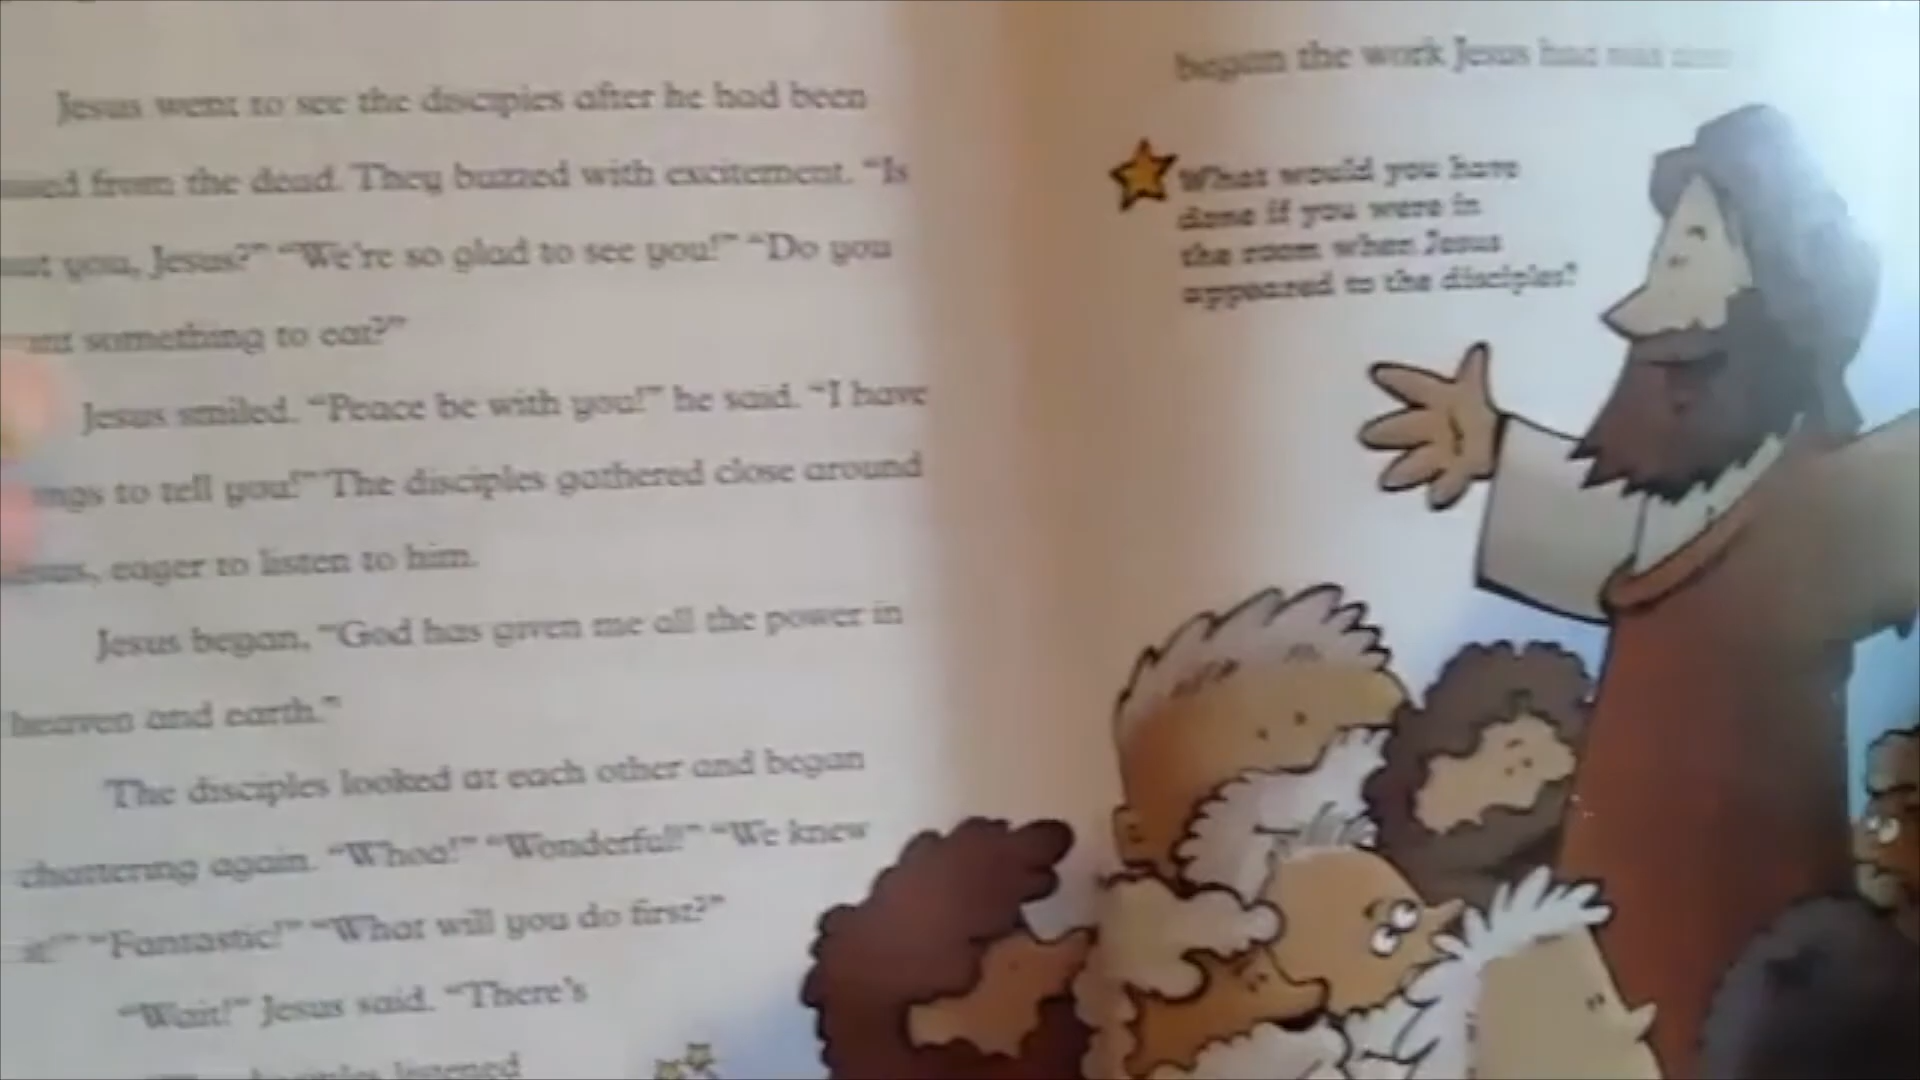 Jesus went to see the disciples after he had been
from the dead. They buzzed with excitement. “Is
you, Jesus?” “We’re so glad to see you!” “Do you
something to eat?”
Jesus smiled. “Peace be with you!” he said. “I have
to tell you!” The disciples gathered close around
eager to listen to him.
Jesus began, “God has given me all the power in
heaven and earth.”
The disciples looked at each other and began
chattering again. “Whoa!” “Wonderful!” “We knew
“Fantastic!” “What will you do first?”
“Wait!” Jesus said. “There’s
disciples listened
began the work Jesus had
What would you have
done if you were in
the room when Jesus
appeared to the disciples?